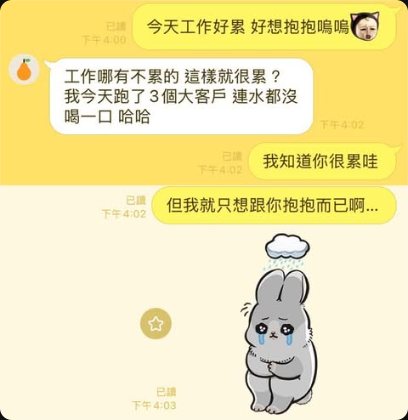 今天工作好累 好想抱抱嗚嗚
已讀
下午4:00
工作哪有不累的 這樣就很累？
我今天跑了3個大客戶 連水都沒
喝一口 哈哈
下午4:02
已讀
下午4:02
我知道你很累哇
已讀
下午4:02
但我就只想跟你抱抱而已啊...
已讀
下午4:03